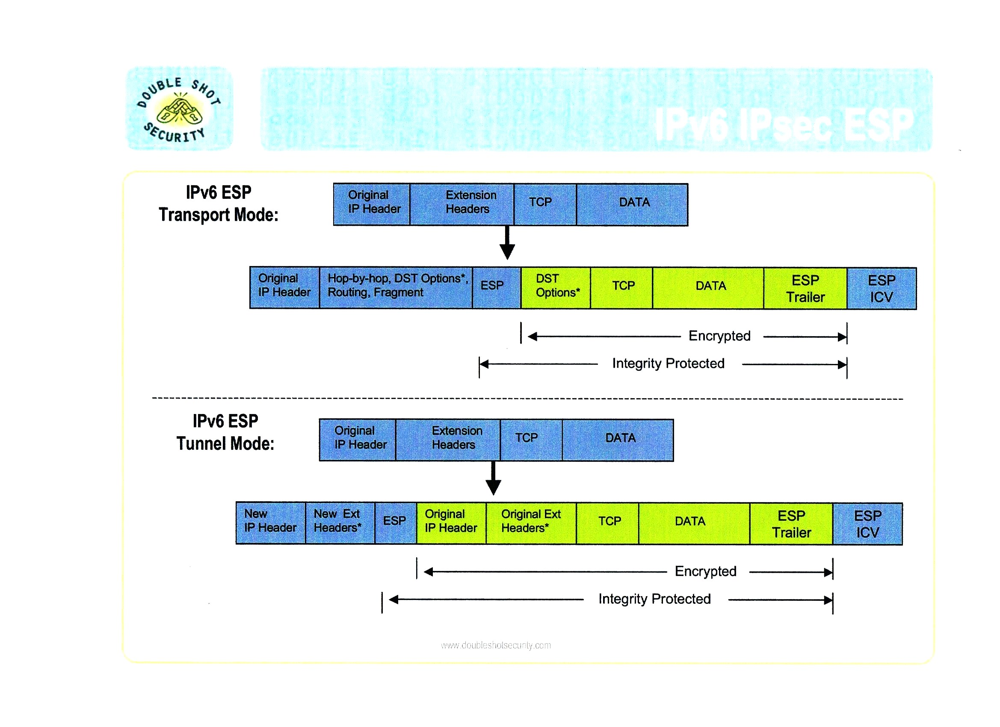 DOUBLE SHOT
SECURITY
IPv6 IPsec ESP
IPv6 ESP
Transport Mode:
Original
IP Header
Extension
Headers
TCP
DATA
Original
IP Header
Hop-by-hop, DST Options*,
Routing, Fragment
ESP
DST
Options*
TCP
DATA
ESP
Trailer
ESP
ICV
Encrypted
Integrity Protected
IPv6 ESP
Tunnel Mode:
Original
IP Header
Extension
Headers
TCP
DATA
New
IP Header
New Ext
Headers*
ESP
Original
IP Header
Original Ext
Headers*
TCP
DATA
ESP
Trailer
ESP
ICV
Encrypted
Integrity Protected
www.doubleshotsecurity.com